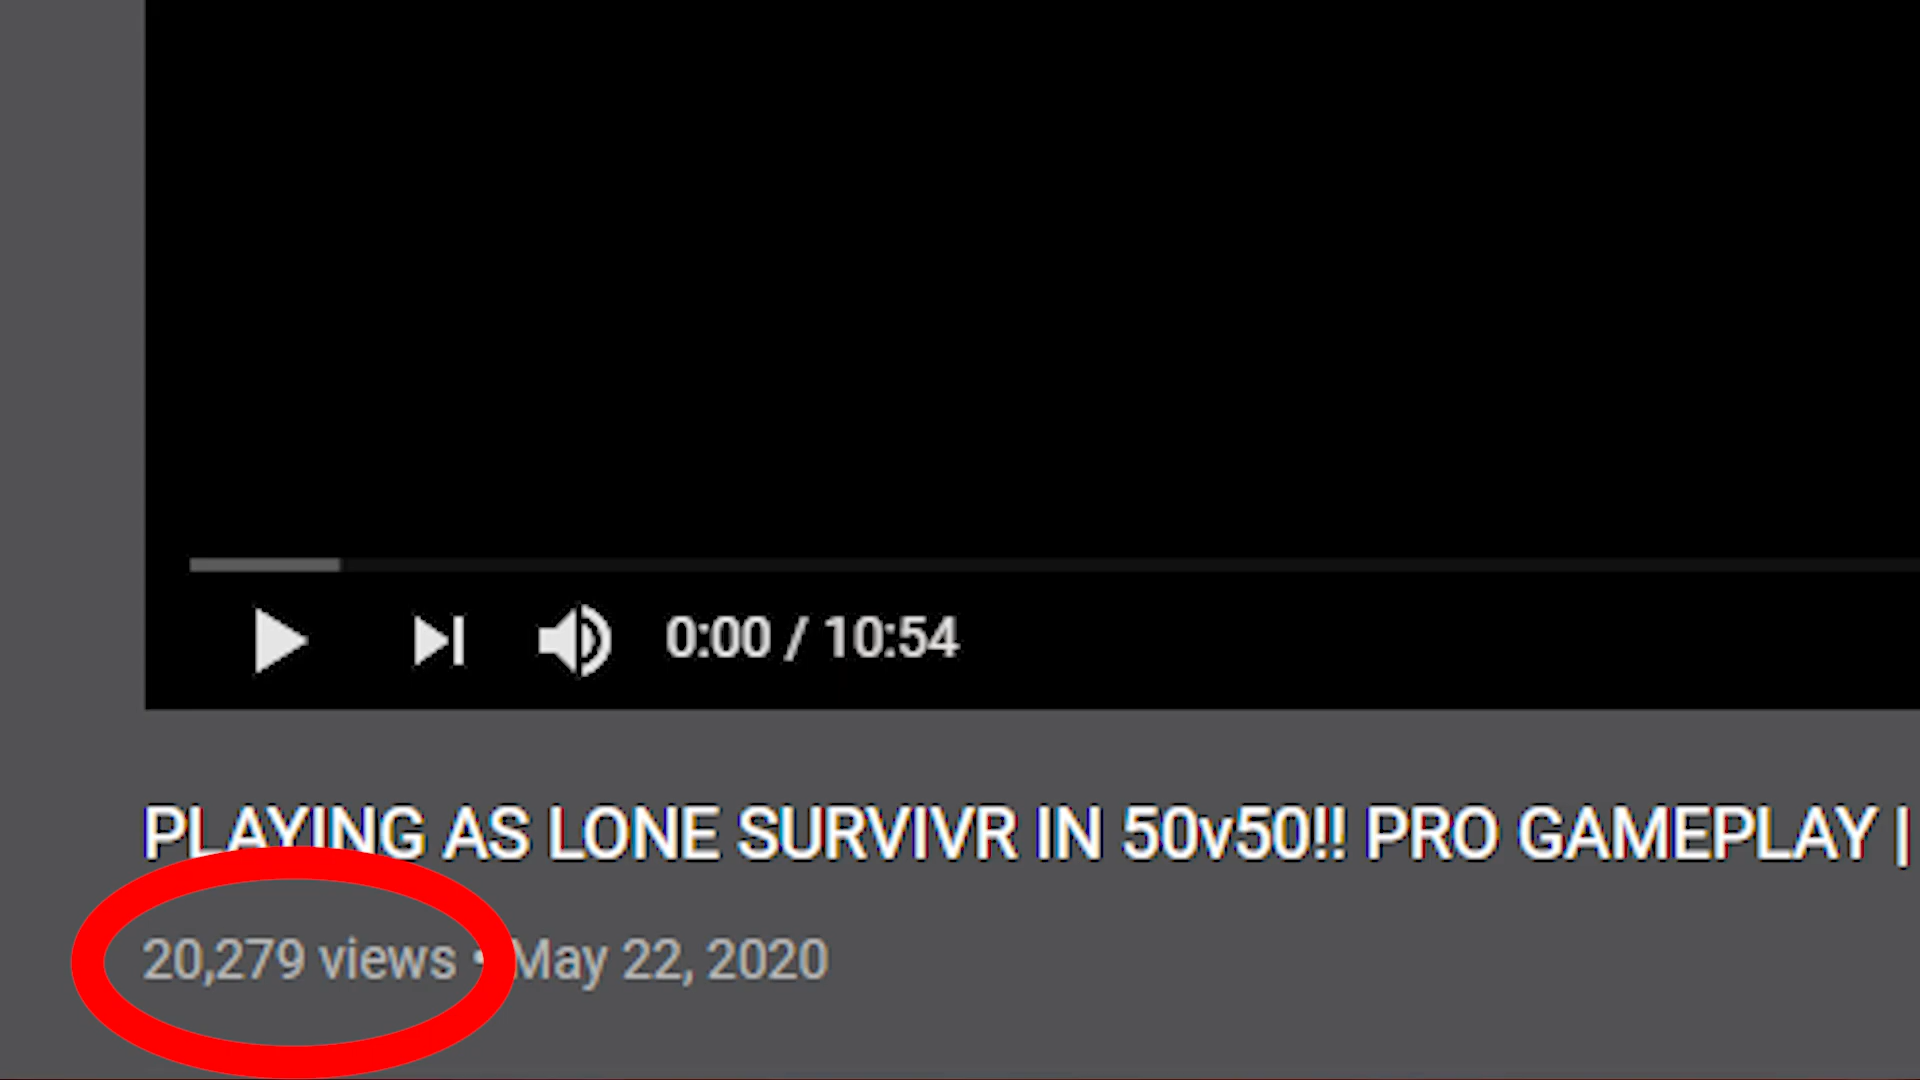 0:00 / 10:54
PLAYING AS LONE SURVIVR IN 50v50!! PRO GAMEPLAY |
20,279 views • May 22, 2020